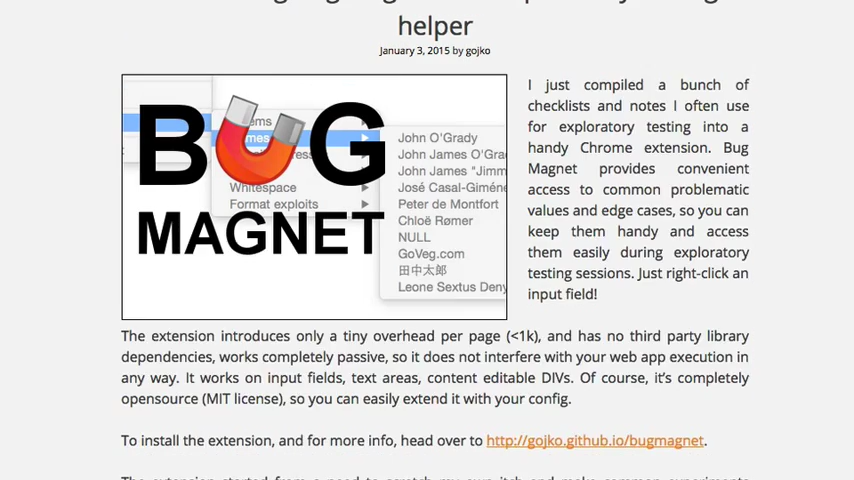 helper
January 3, 2015 by gojko
BUG
MAGNET
Whitespace
Format exploits
John O'Grady
John James O'Gra
John James "Jimm
José Casal-Giméne
Peter de Montfort
Chloë Rømer
NULL
GoVeg.com
田中太郎
Leone Sextus Deny
I just compiled a bunch of
checklists and notes I often use
for exploratory testing into a
handy Chrome extension. Bug
Magnet provides convenient
access to common problematic
values and edge cases, so you can
keep them handy and access
them easily during exploratory
testing sessions. Just right-click an
input field!
The extension introduces only a tiny overhead per page (<1k), and has no third party library
dependencies, works completely passive, so it does not interfere with your web app execution in
any way. It works on input fields, text areas, content editable DIVs. Of course, it's completely
opensource (MIT license), so you can easily extend it with your config.
To install the extension, and for more info, head over to http://gojko.github.io/bugmagnet.